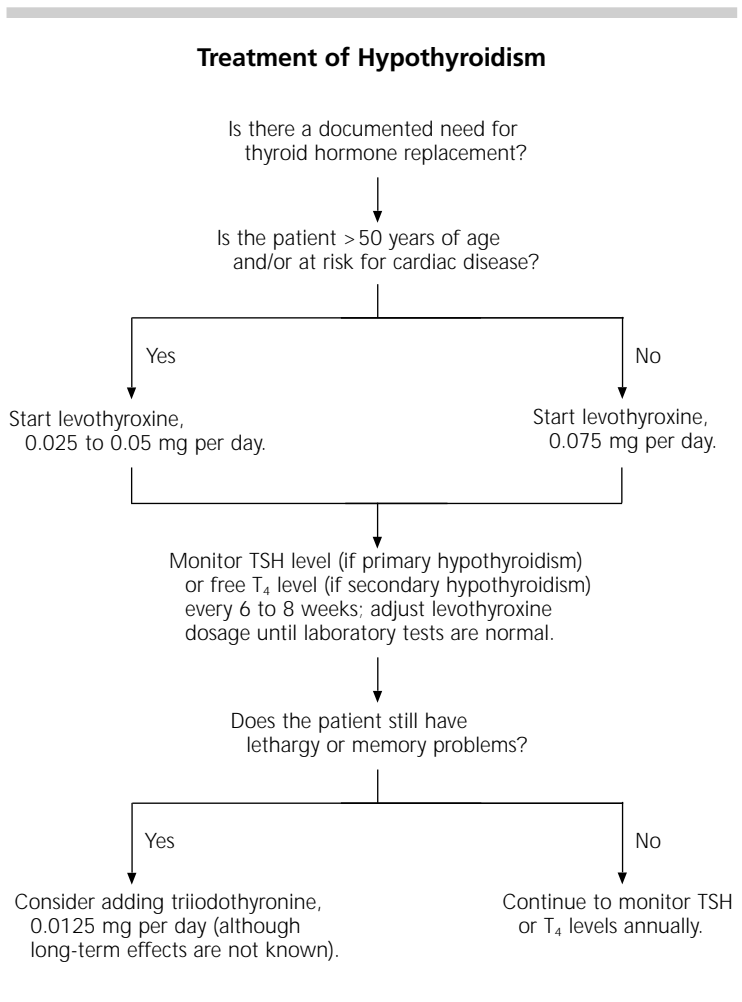 Treatment of Hypothyroidism
Is there a documented need for
thyroid hormone replacement?
Is the patient >50 years of age
and/or at risk for cardiac disease?
Yes
No
Start levothyroxine,
0.025 to 0.05 mg per day.
Start levothyroxine,
0.075 mg per day.
Monitor TSH level (if primary hypothyroidism)
or free T₄ level (if secondary hypothyroidism)
every 6 to 8 weeks; adjust levothyroxine
dosage until laboratory tests are normal.
Does the patient still have
lethargy or memory problems?
Yes
No
Consider adding triiodothyronine,
0.0125 mg per day (although
long-term effects are not known).
Continue to monitor TSH
or T₄ levels annually.